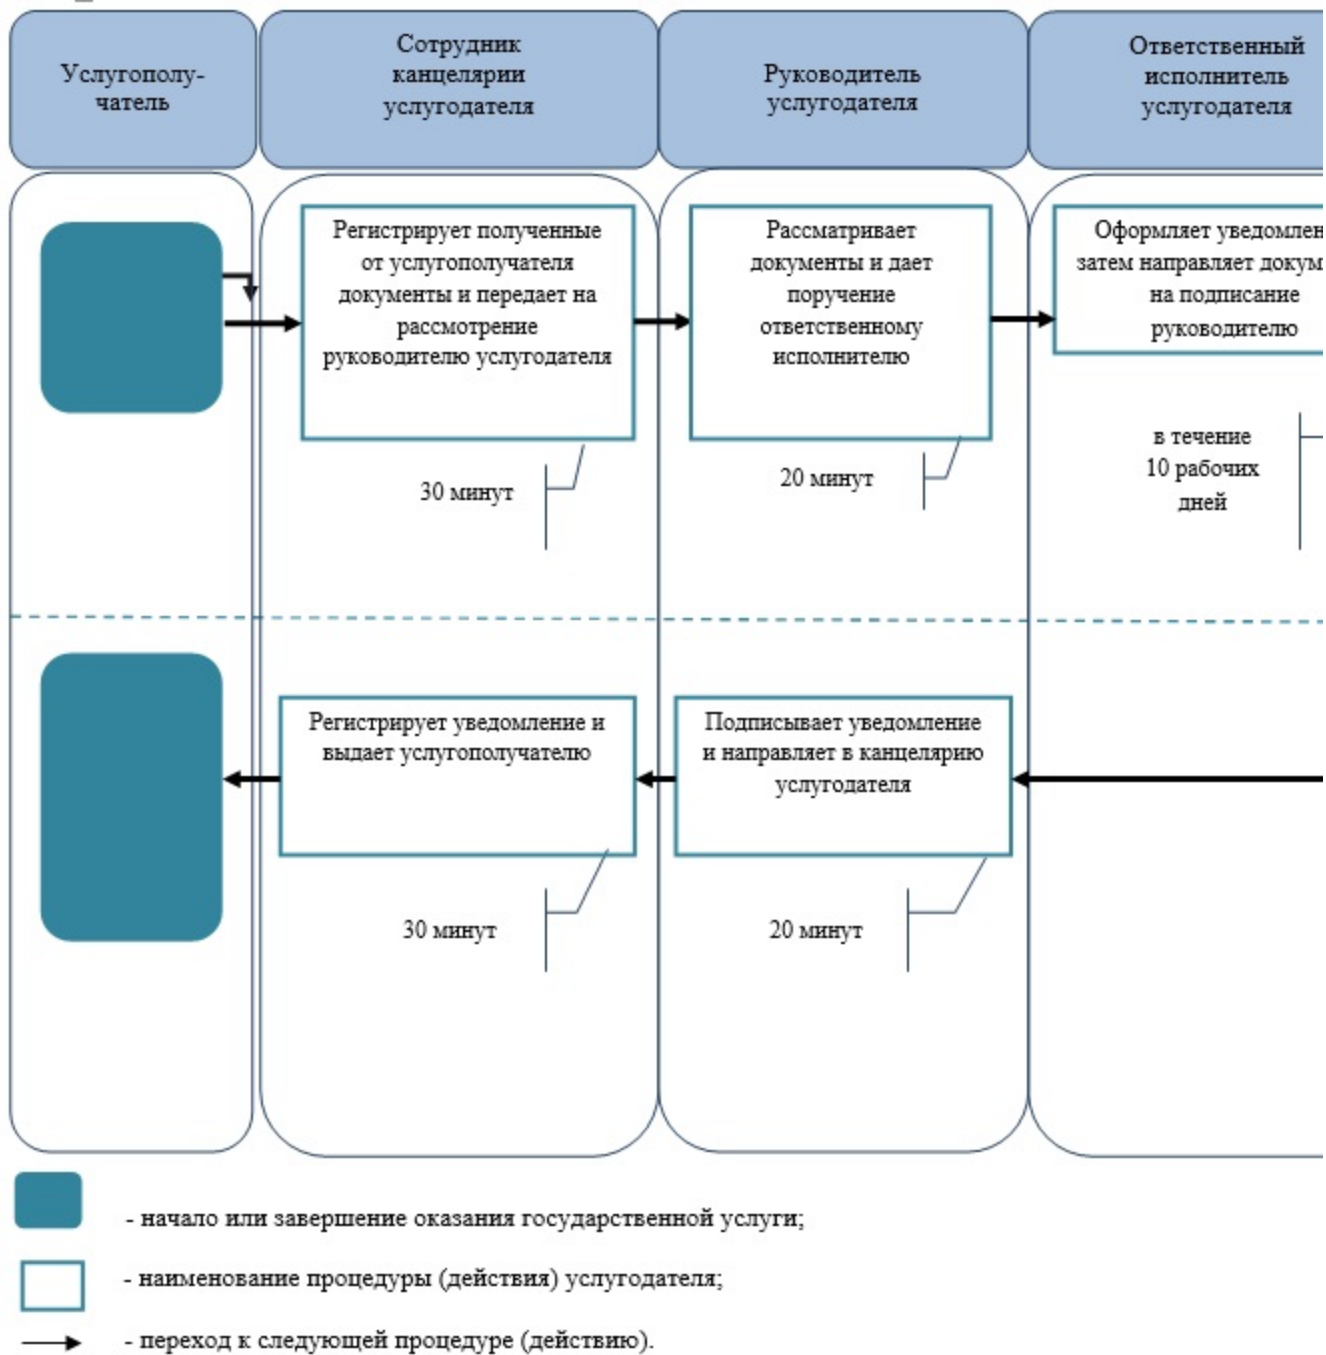 Услугополу-
чатель
Сотрудник
канцелярии
услугодателя
Руководитель
услугодателя
Ответственный
исполнитель
услугодателя
Регистрирует полученные
от услугополучателя
документы и передает на
рассмотрение
руководителю услугодателя
30 минут
Рассматривает
документы и дает
поручение
ответственному
исполнителю
20 минут
Оформляет
затем направляет
на подписание
руководителю
в течение
10 рабочих
дней
Регистрирует уведомление и
выдает услугополучателю
30 минут
Подписывает уведомление
и направляет в канцелярию
услугодателя
20 минут
- начало или завершение оказания государственной услуги;
- наименование процедуры (действия) услугодателя;
- переход к следующей процедуре (действию).